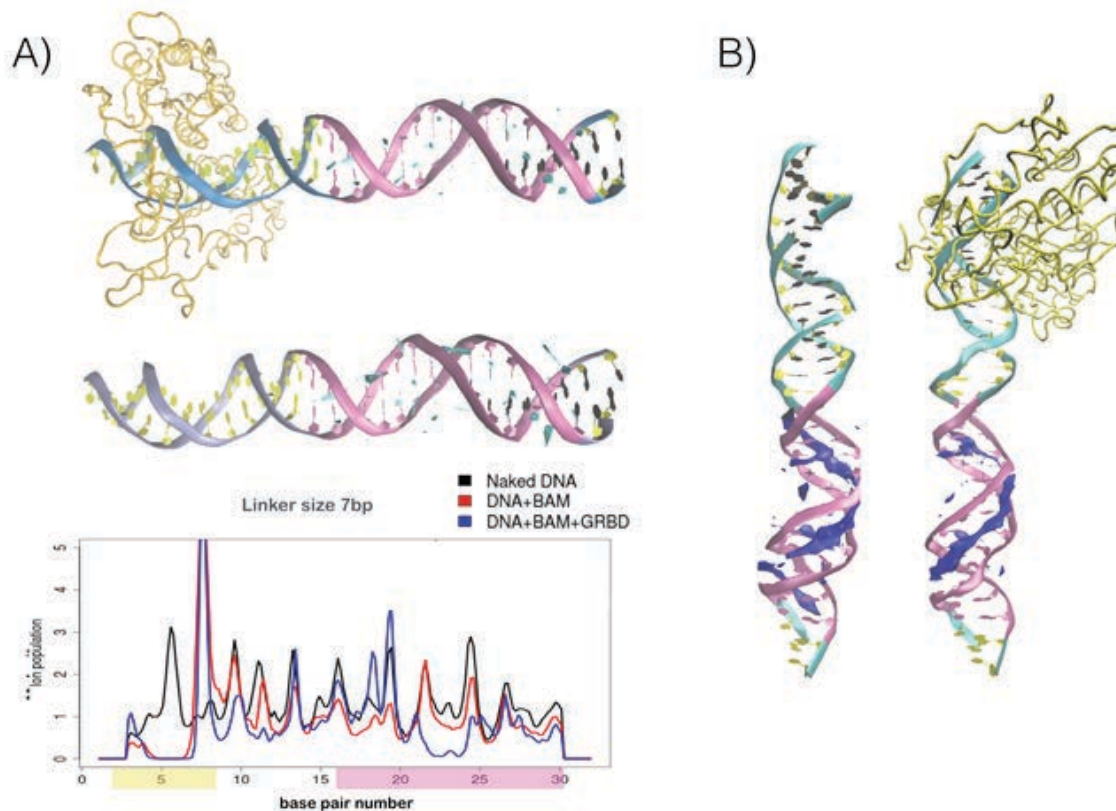 A)
B)
Naked DNA
Linker size 7bp
DNA+BAM
DNA+BAM+GRBD
Ion population
5
4
3
2
1
0
0 5 10 15 20 25 30
base pair number